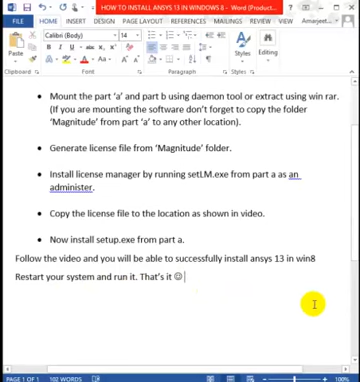 HOW TO INSTALL ANSYS 13 IN WINDOWS 8 - Word (Produc...
FILE HOME INSERT DESIGN PAGE LAYOUT REFERENCES MAILINGS REVIEW VIEW Amarjeet...
Calibri (Body) 14
Paste
Styles
Editing
Clipboard Font Paragraph Styles
• Mount the part ‘a’ and part b using daemon tool or extract using win rar.
(If you are mounting the software don’t forget to copy the folder
‘Magnitude’ from part ‘a’ to any other location).
• Generate license file from ‘Magnitude’ folder.
• Install license manager by running setLM.exe from part a as an
administer.
• Copy the license file to the location as shown in video.
• Now install setup.exe from part a.
Follow the video and you will be able to successfully install ansys 13 in win8
Restart your system and run it. That’s it ☺
PAGE 1 OF 1 102 WORDS 110%